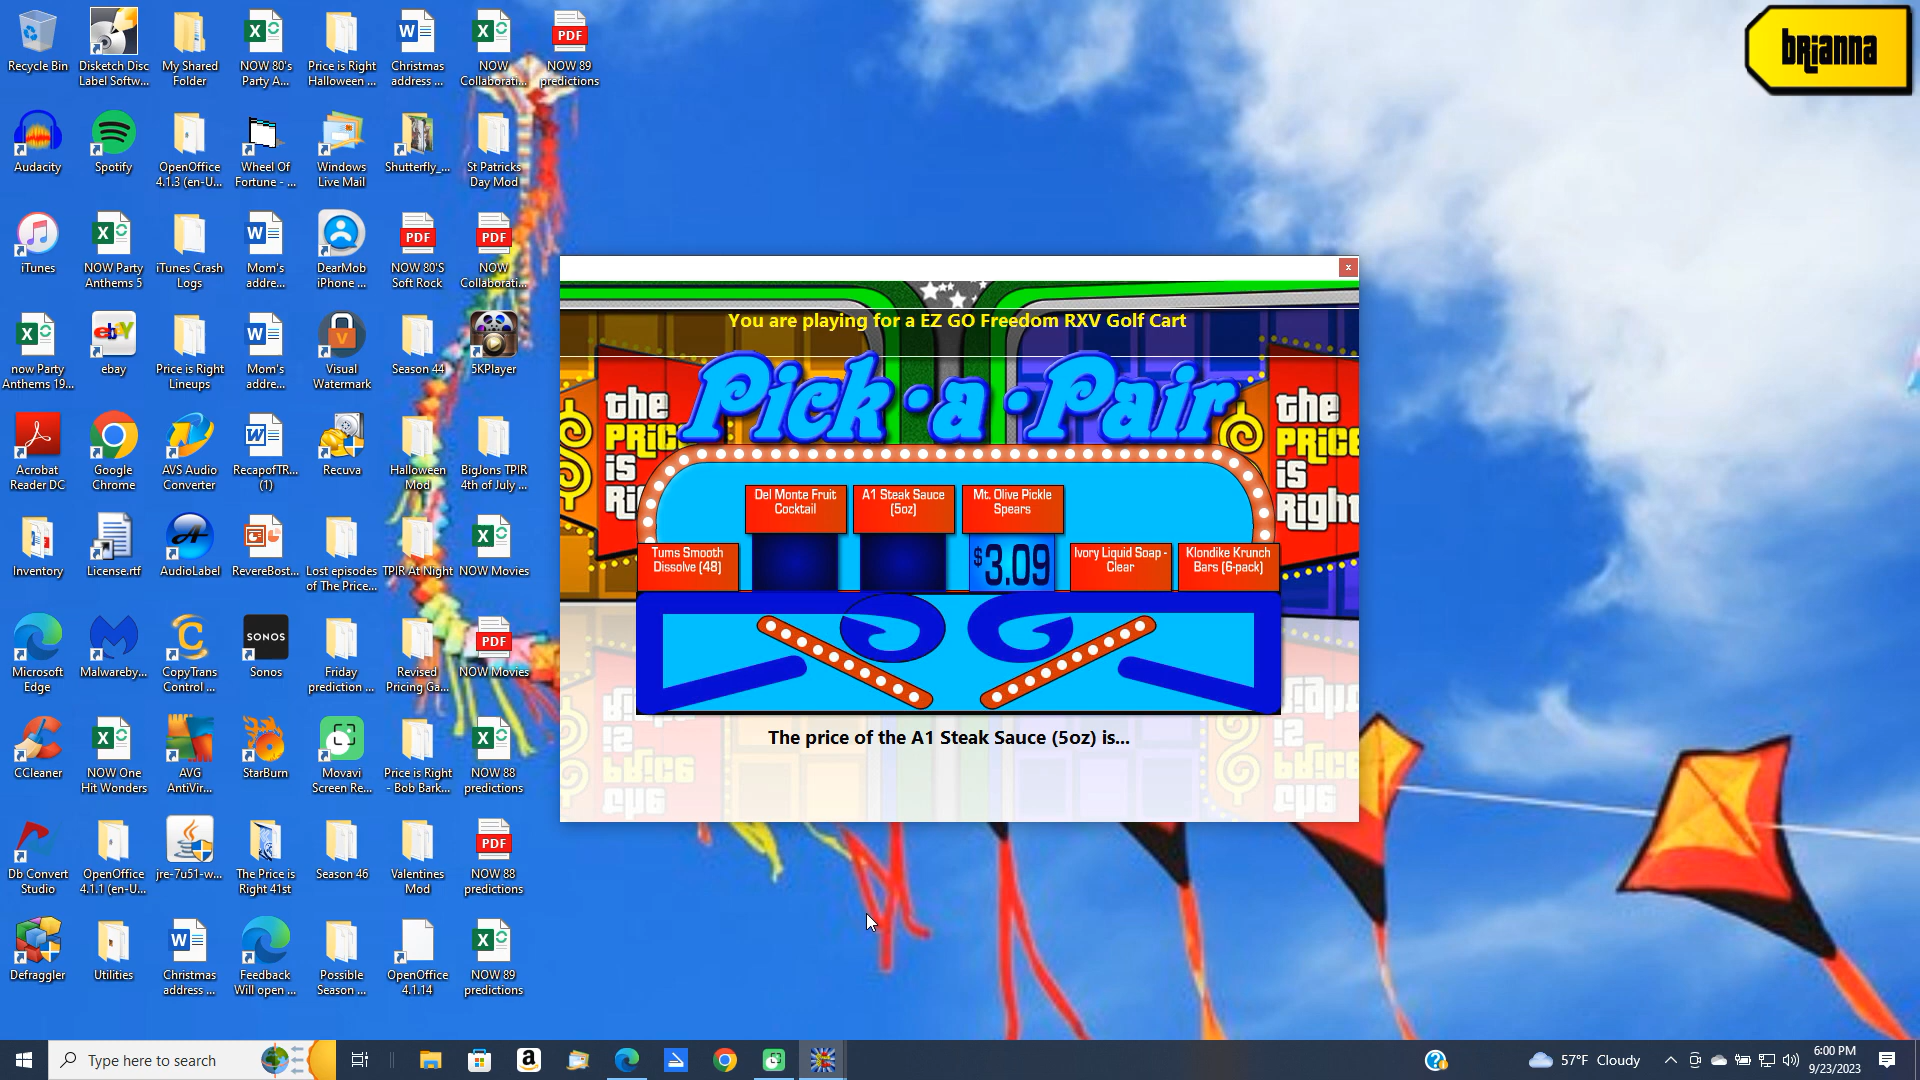 Recycle Bin
Disketch Disc
Label Softw...
My Shared
Folder
NOW 80's
Party A...
Price is Right
Halloween ...
Christmas
address ...
NOW
Collaborati...
PDF
NOW 89
predictions
Audacity
Spotify
OpenOffice
4.1.3 (en-U...
Wheel Of
Fortune - ...
Windows
Live Mail
Shutterfly_...
St Patricks
Day Mod
iTunes
NOW Party
Anthems 5
iTunes Crash
Logs
Mom's
addre...
DearMob
iPhone ...
PDF
NOW 80'S
Soft Rock
PDF
NOW
Collaborati...
now Party
Anthems 19...
ebay
ebay
Price is Right
Lineups
Mom's
addre...
Visual
Watermark
Season 44
5KPlayer
Acrobat
Reader DC
Google
Chrome
AVS Audio
Converter
RecapofTR...
(1)
Recuva
Halloween
Mod
BigJons TPIR
4th of July ...
Inventory
License.rtf
AudioLabel
RevereBost...
Lost episodes
of The Price...
TPIR At Night
NOW Movies
Microsoft
Edge
Malwareby...
CopyTrans
Control ...
SONOS
Sonos
Friday
prediction ...
Revised
Pricing Ga...
PDF
NOW Movies
CCleaner
NOW One
Hit Wonders
AVG
AntiVir...
StarBurn
Movavi
Screen Re...
Price is Right
- Bob Bark...
NOW 88
predictions
Db Convert
Studio
OpenOffice
4.1.1 (en-U...
jre-7u51-w...
The Price is
Right 41st
Season 46
Valentines
Mod
PDF
NOW 88
predictions
Defraggler
Utilities
Christmas
address ...
Feedback
Will open ...
Possible
Season ...
OpenOffice
4.1.14
NOW 89
predictions
BRIANNA
x
You are playing for a EZ GO Freedom RXV Golf Cart
Pick·a·Pair
the
PRICE
is
Right
the
PRICE
is
Right
Del Monte Fruit
Cocktail
A1 Steak Sauce
(5oz)
Mt. Olive Pickle
Spears
Tums Smooth
Dissolve (48)
$3.09
Ivory Liquid Soap -
Clear
Klondike Krunch
Bars (6-pack)
The price of the A1 Steak Sauce (5oz) is...
Type here to search
57°F Cloudy
6:00 PM
9/23/2023